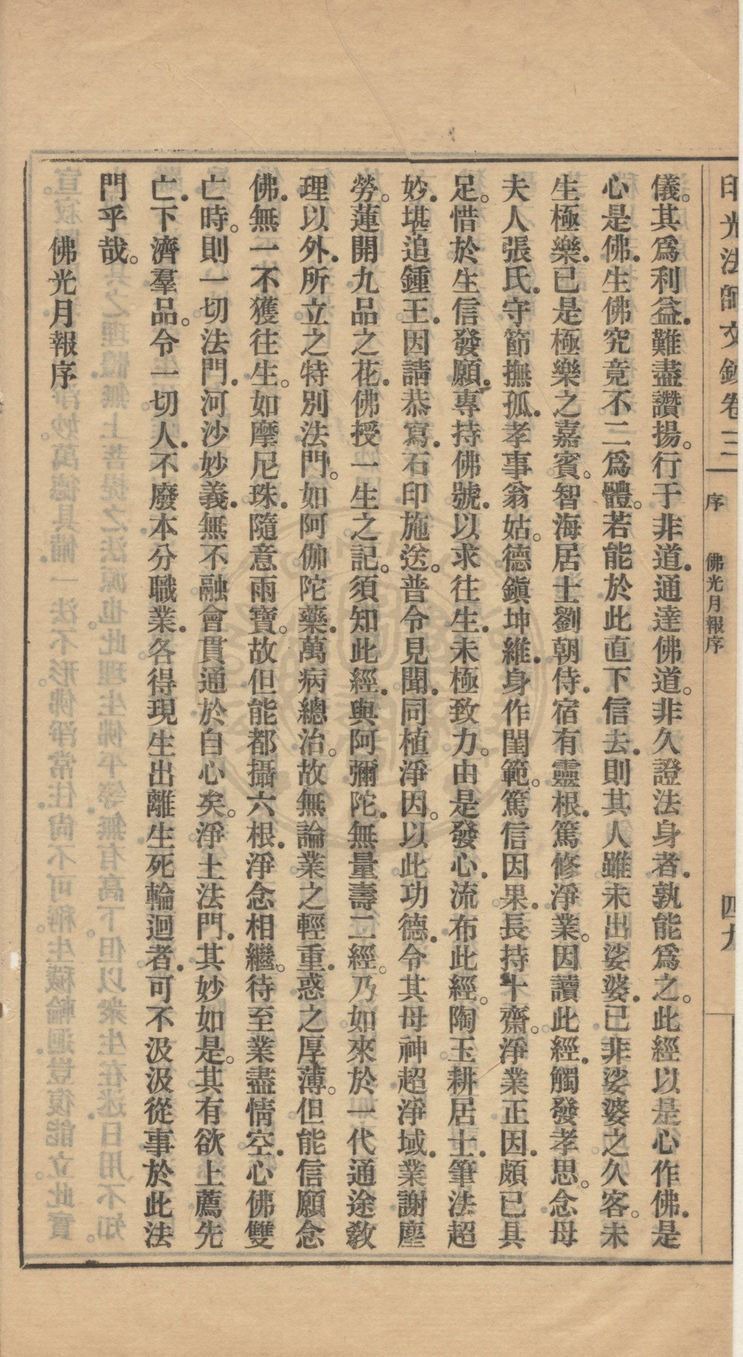 印光法師文鈔卷三 序 佛光月報序 四九
儀。其爲利益。難盡讚揚。行于非道。通達佛道。非久證法身者。孰能爲之。此經以是心作佛。是
心是佛。生佛究竟不二爲體。若能於此直下信去。則其人雖未出娑婆。已非娑婆之久客。未
生極樂。已是極樂之嘉賓。智海居士劉朝侍。宿有靈根。篤修淨業。因讀此經。觸發孝思。念母
夫人張氏。守節撫孤。孝事翁姑。德鎭坤維。身作閨範。篤信因果。長持十齋。淨業正因。頗已具
足。惜於生信發願。專持佛號。以求往生。未極致力。由是發心。流布此經。陶玉耕居士。筆法超
妙。堪追鍾王。因請恭寫。石印施送。普令見聞。同植淨因。以此功德。令其母神超淨域。業謝塵
勞。蓮開九品之花。佛授一生之記。須知此經。與阿彌陀。無量壽二經。乃如來於一代通途敎
理以外。所立之特別法門。如阿伽陀藥。萬病總治。故無論業之輕重。惑之厚薄。但能信願念
佛。無一不獲往生。如摩尼珠。隨意雨寶。故但能都攝六根。淨念相繼。待至業盡情空。心佛雙
亡時。則一切法門。河沙妙義。無不融會貫通於自心矣。淨土法門。其妙如是。其有欲上薦先
亡。下濟羣品。令一切人。不廢本分職業。各得現生出離生死輪迴者。可不汲汲從事於此法
門乎哉。
佛光月報序